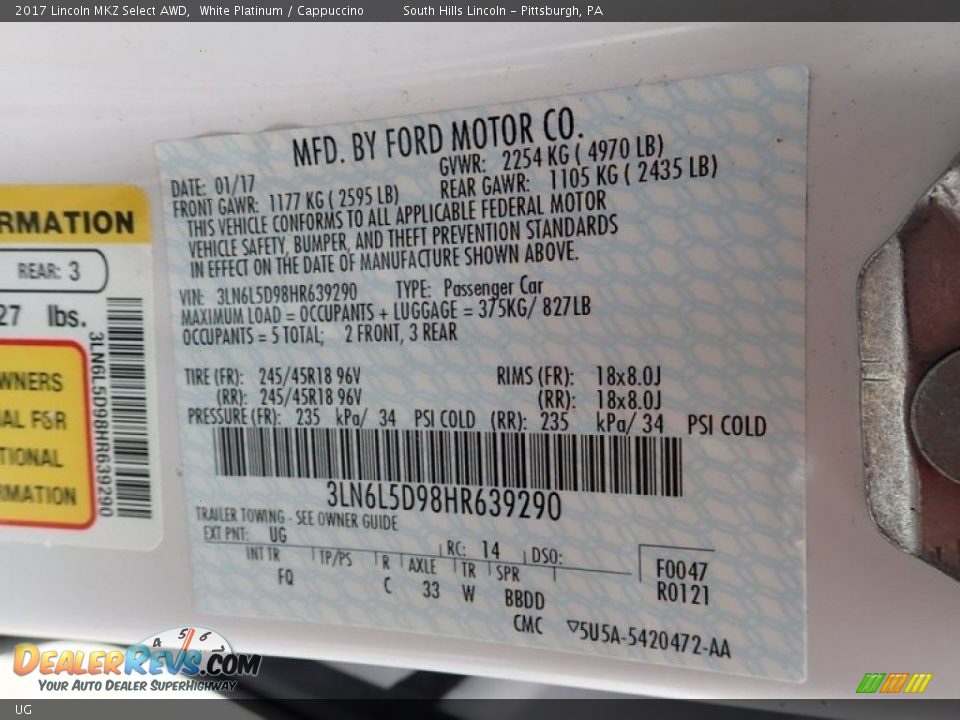 2017 Lincoln MKZ Select AWD, White Platinum / Cappuccino South Hills Lincoln - Pittsburgh, PA
MFD. BY FORD MOTOR CO.
DATE: 01/17 GVWR: 2254 KG ( 4970 LB)
FRONT GAWR: 1177 KG ( 2595 LB) REAR GAWR: 1105 KG ( 2435 LB)
THIS VEHICLE CONFORMS TO ALL APPLICABLE FEDERAL MOTOR
VEHICLE SAFETY, BUMPER, AND THEFT PREVENTION STANDARDS
IN EFFECT ON THE DATE OF MANUFACTURE SHOWN ABOVE.
VIN: 3LN6L5D98HR639290 TYPE: Passenger Car
MAXIMUM LOAD = OCCUPANTS + LUGGAGE = 375KG/ 827LB
OCCUPANTS = 5 TOTAL; 2 FRONT, 3 REAR
TIRE (FR): 245/45R18 96V RIMS (FR): 18x8.0J
(RR): 245/45R18 96V (RR): 18x8.0J
PRESSURE (FR): 235 kPa/ 34 PSI COLD (RR): 235 kPa/ 34 PSI COLD
3LN6L5D98HR639290
TRAILER TOWING - SEE OWNER GUIDE
EXT PNT: UG RC: 14 DSO:
INT TR TP/PS R AXLE TR SPR
FQ C 33 W BBDD
F0047
R0121
CMC ▽5U5A-5420472-AA
RMATION
REAR: 3
27 lbs.
WNERS
AL FOR
TIONAL
RMATION
3LN6L5D98HR639290
4 5 6
DEALERREVS.COM
YOUR AUTO DEALER SUPERHIGHWAY
UG